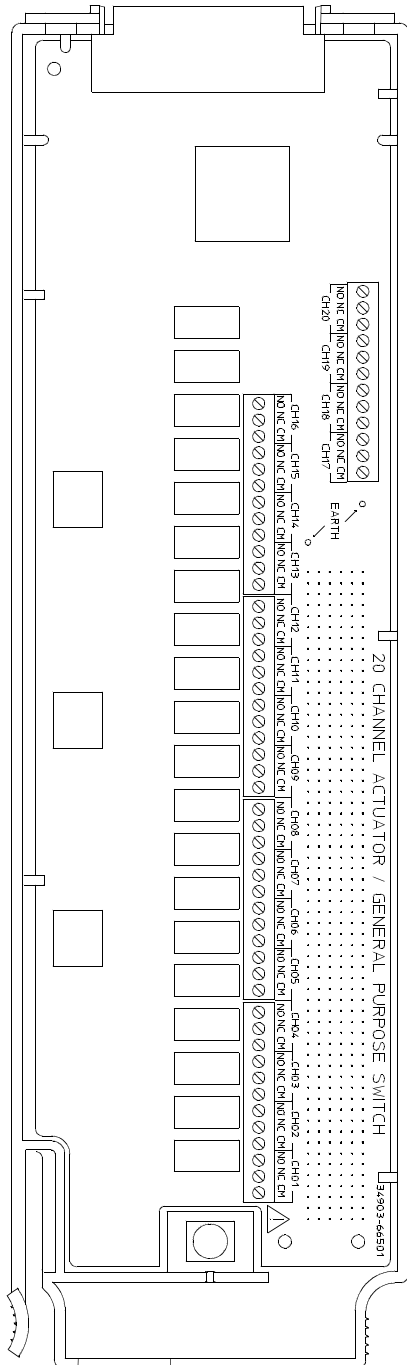 NO NC CM NO NC CM NO NC CM NO NC CM
CH20 CH19 CH18 CH17
EARTH
NO NC CM NO NC CM NO NC CM NO NC CM
CH16 CH15 CH14 CH13
NO NC CM NO NC CM NO NC CM NO NC CM
CH12 CH11 CH10 CH09
NO NC CM NO NC CM NO NC CM NO NC CM
CH08 CH07 CH06 CH05
NO NC CM NO NC CM NO NC CM NO NC CM
CH04 CH03 CH02 CH01
20 CHANNEL ACTUATOR / GENERAL PURPOSE SWITCH
34903-66501
!